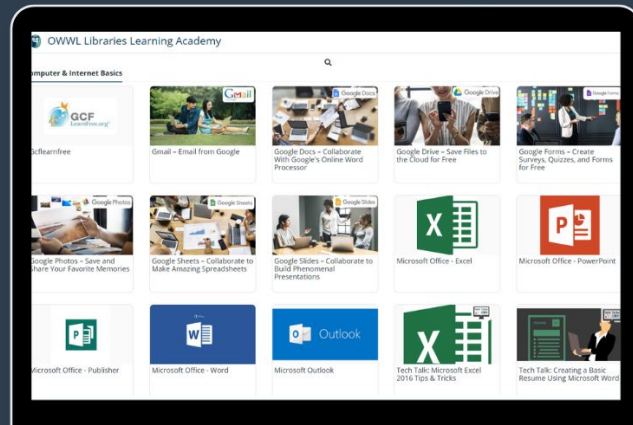 OWWL Libraries Learning Academy
omputer & Internet Basics
GCF
LearnFree.org
Gmail
Google Docs
Google Drive
Google Forms
Gcflearnfree
Gmail – Email from Google
Google Docs – Collaborate
With Google's Online Word
Processor
Google Drive – Save Files to
the Cloud for Free
Google Forms – Create
Surveys, Quizzes, and Forms
for Free
Google Photos
Google Sheets
Google Slides
X
P
Google Photos – Save and
Share Your Favorite Memories
Google Sheets – Collaborate to
Make Amazing Spreadsheets
Google Slides – Collaborate to
Build Phenomenal
Presentations
Microsoft Office - Excel
Microsoft Office - PowerPoint
P
W
O
Outlook
X
Microsoft Office - Publisher
Microsoft Office - Word
Microsoft Outlook
Tech Talk: Microsoft Excel
2016 Tips & Tricks
Tech Talk: Creating a Basic
Resume Using Microsoft Word